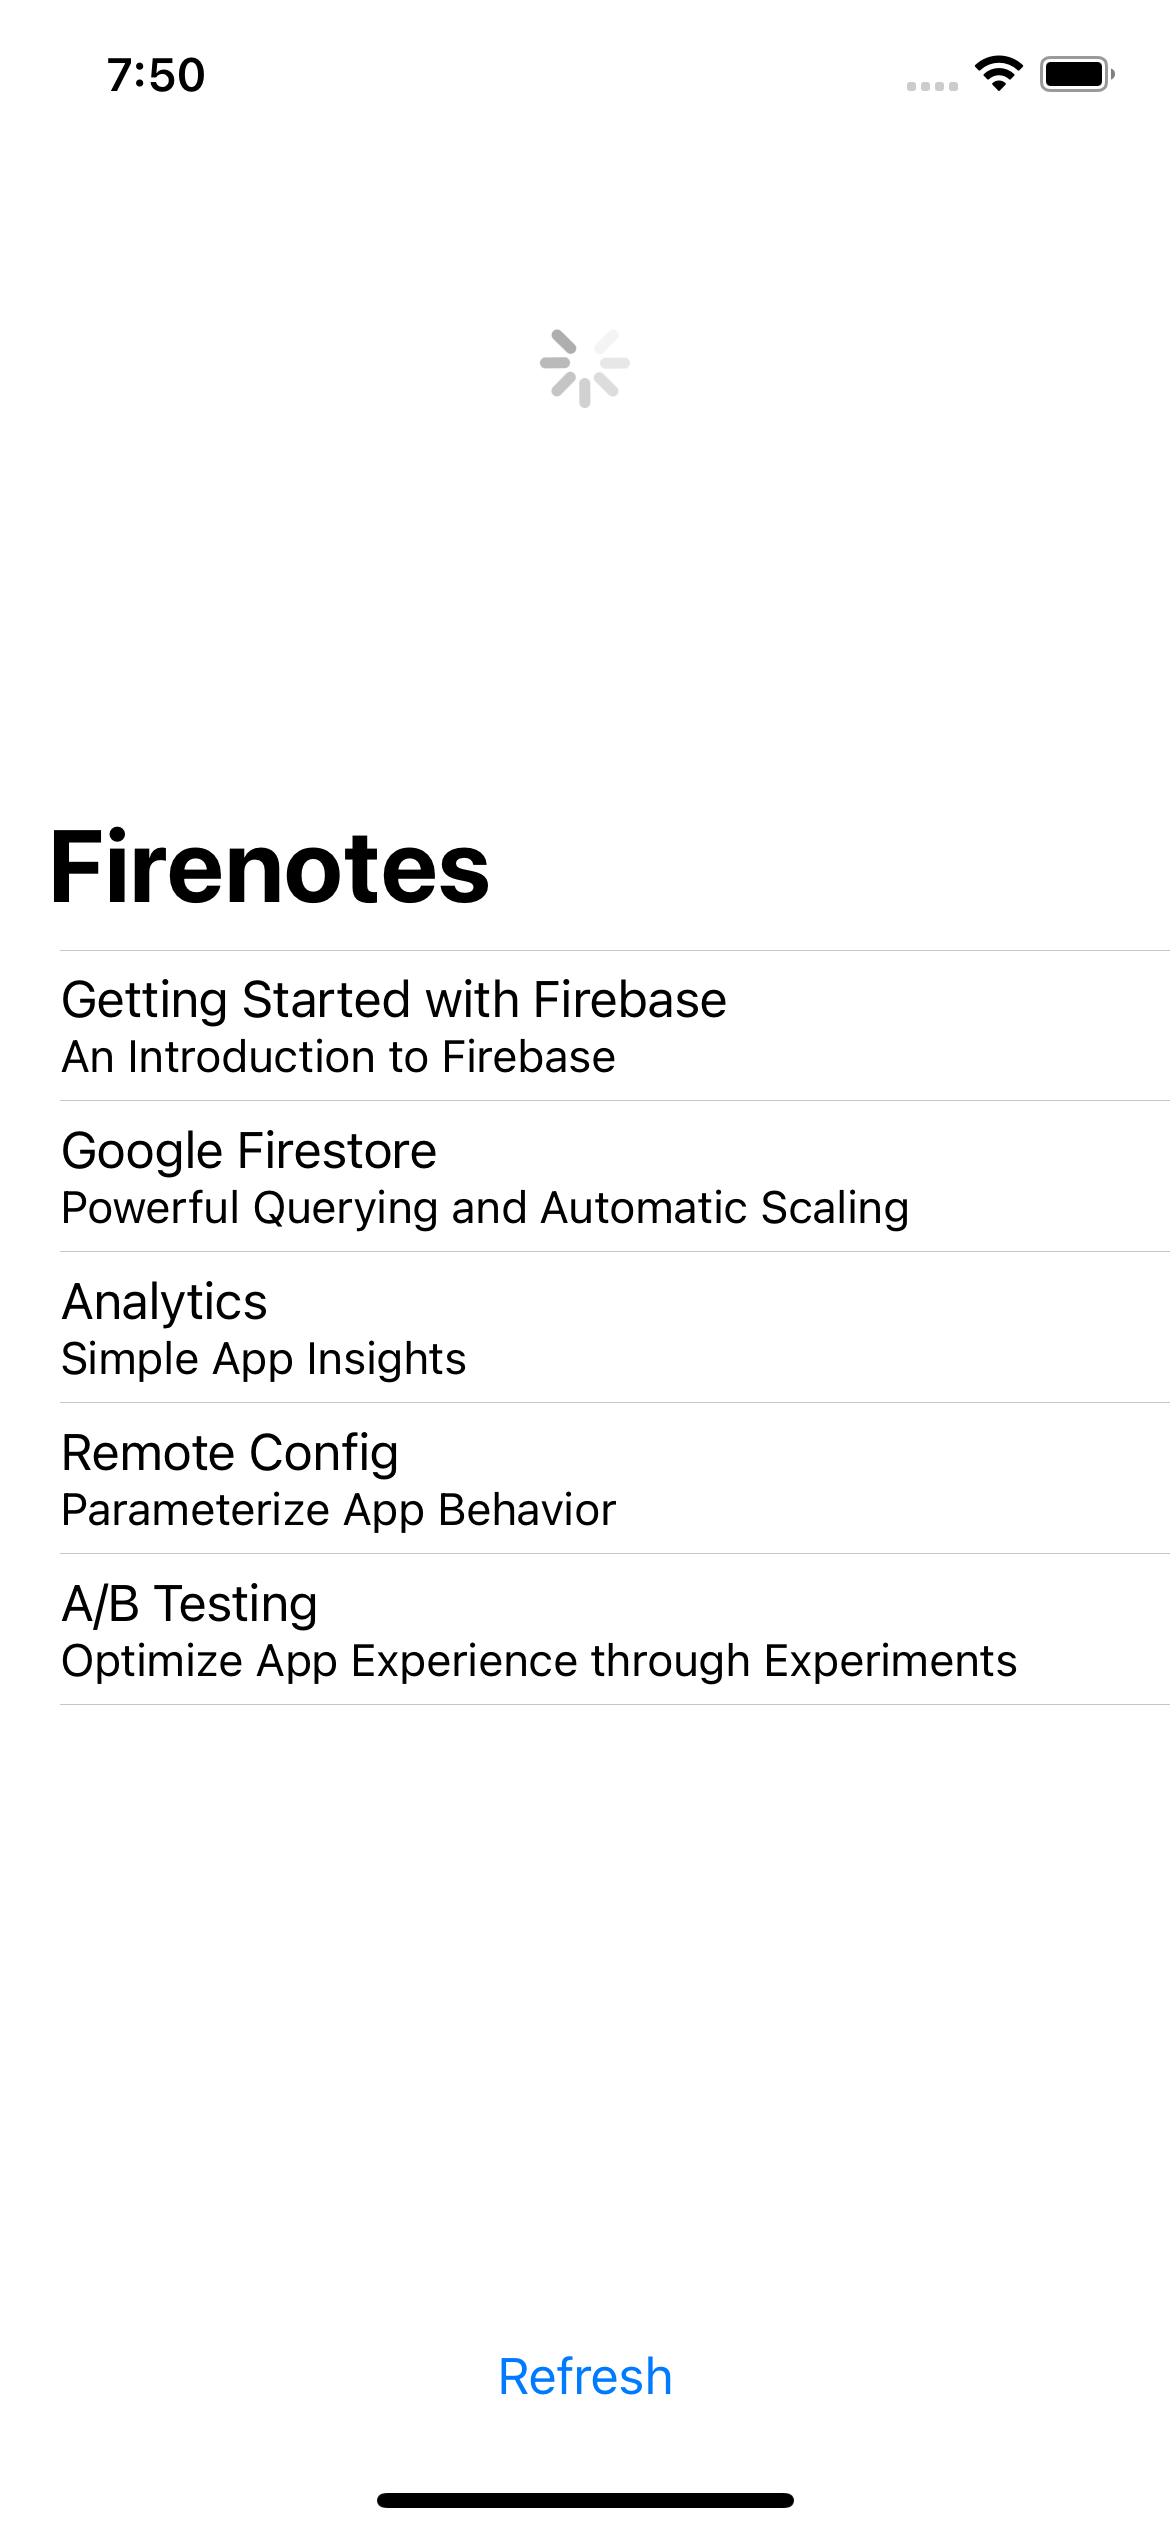 7:50
Firenotes
Getting Started with Firebase
An Introduction to Firebase
Google Firestore
Powerful Querying and Automatic Scaling
Analytics
Simple App Insights
Remote Config
Parameterize App Behavior
A/B Testing
Optimize App Experience through Experiments
Refresh